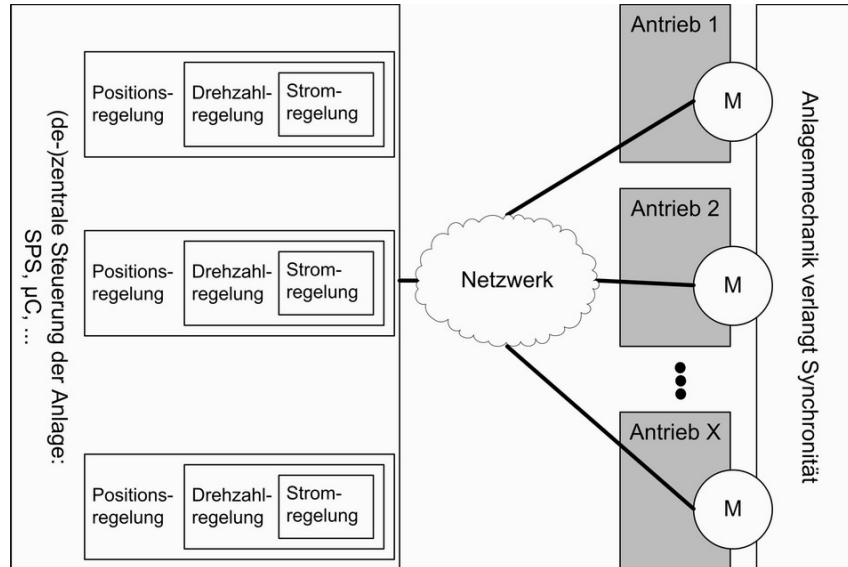 (de-)zentrale Steuerung der Anlage:
SPS, µC, ...
Positions-
regelung
Drehzahl-
regelung
Strom-
regelung
Positions-
regelung
Drehzahl-
regelung
Strom-
regelung
Positions-
regelung
Drehzahl-
regelung
Strom-
regelung
Netzwerk
Antrieb 1
M
Antrieb 2
M
Antrieb X
M
Anlagenmechanik verlangt Synchronität